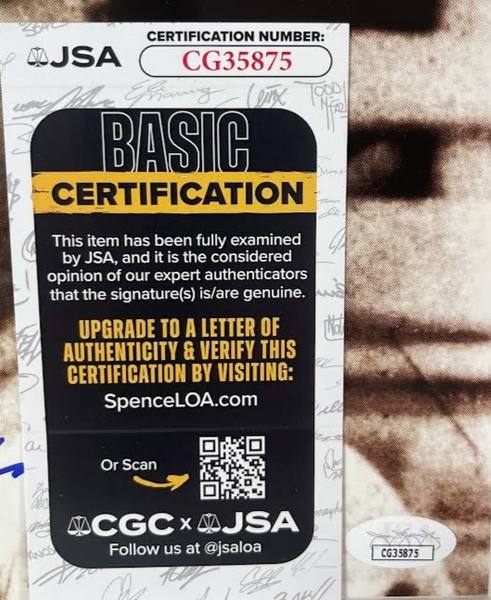 CERTIFICATION NUMBER:
JSA
CG35875
BASIC
CERTIFICATION
This item has been fully examined
by JSA, and it is the considered
opinion of our expert authenticators
that the signature(s) is/are genuine.
UPGRADE TO A LETTER OF
AUTHENTICITY & VERIFY THIS
CERTIFICATION BY VISITING:
SpenceLOA.com
Or Scan
CGC x JSA
Follow us at @jsaloa
CG35875